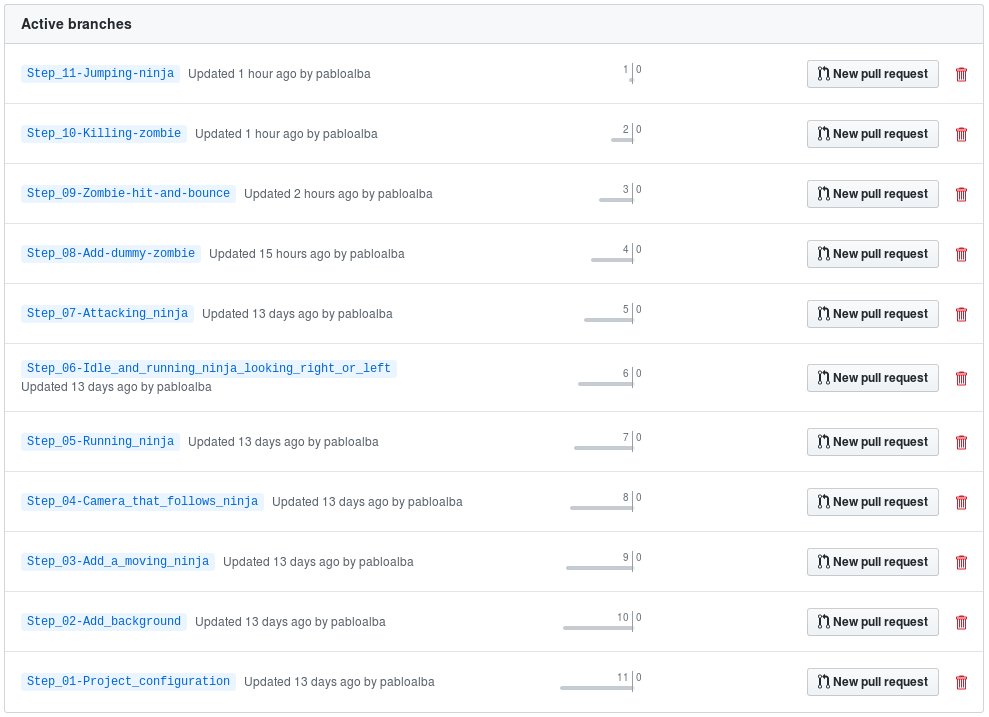 Active branches
Step_11-Jumping-ninja Updated 1 hour ago by pabloalba 1 0 New pull request
Step_10-Killing-zombie Updated 1 hour ago by pabloalba 2 0 New pull request
Step_09-Zombie-hit-and-bounce Updated 2 hours ago by pabloalba 3 0 New pull request
Step_08-Add-dummy-zombie Updated 15 hours ago by pabloalba 4 0 New pull request
Step_07-Attacking_ninja Updated 13 days ago by pabloalba 5 0 New pull request
Step_06-Idle_and_running_ninja_looking_right_or_left 6 0 New pull request
Updated 13 days ago by pabloalba
Step_05-Running_ninja Updated 13 days ago by pabloalba 7 0 New pull request
Step_04-Camera_that_follows_ninja Updated 13 days ago by pabloalba 8 0 New pull request
Step_03-Add_a_moving_ninja Updated 13 days ago by pabloalba 9 0 New pull request
Step_02-Add_background Updated 13 days ago by pabloalba 10 0 New pull request
Step_01-Project_configuration Updated 13 days ago by pabloalba 11 0 New pull request